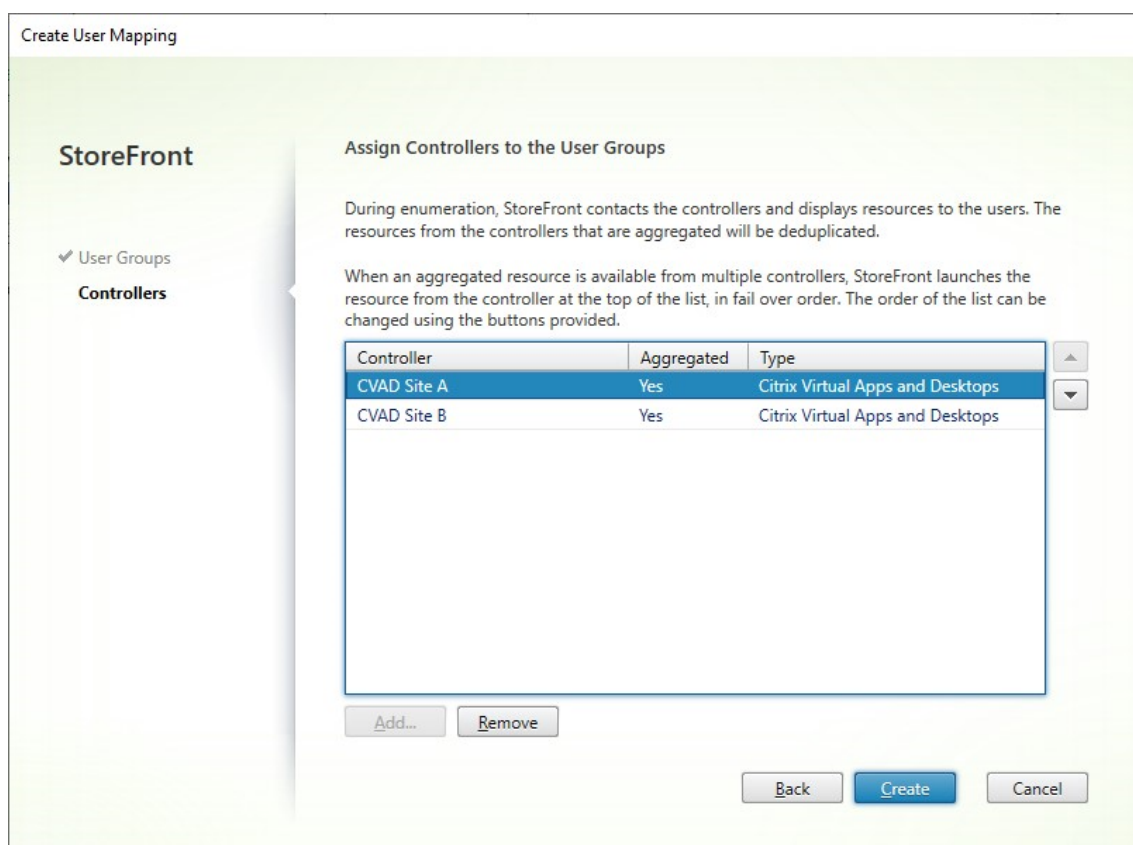 Create User Mapping
StoreFront
User Groups
Controllers
Assign Controllers to the User Groups
During enumeration, StoreFront contacts the controllers and displays resources to the users. The
resources from the controllers that are aggregated will be deduplicated.
When an aggregated resource is available from multiple controllers, StoreFront launches the
resource from the controller at the top of the list, in fail over order. The order of the list can be
changed using the buttons provided.
Controller Aggregated Type
CVAD Site A Yes Citrix Virtual Apps and Desktops
CVAD Site B Yes Citrix Virtual Apps and Desktops
Add... Remove
Back Create Cancel